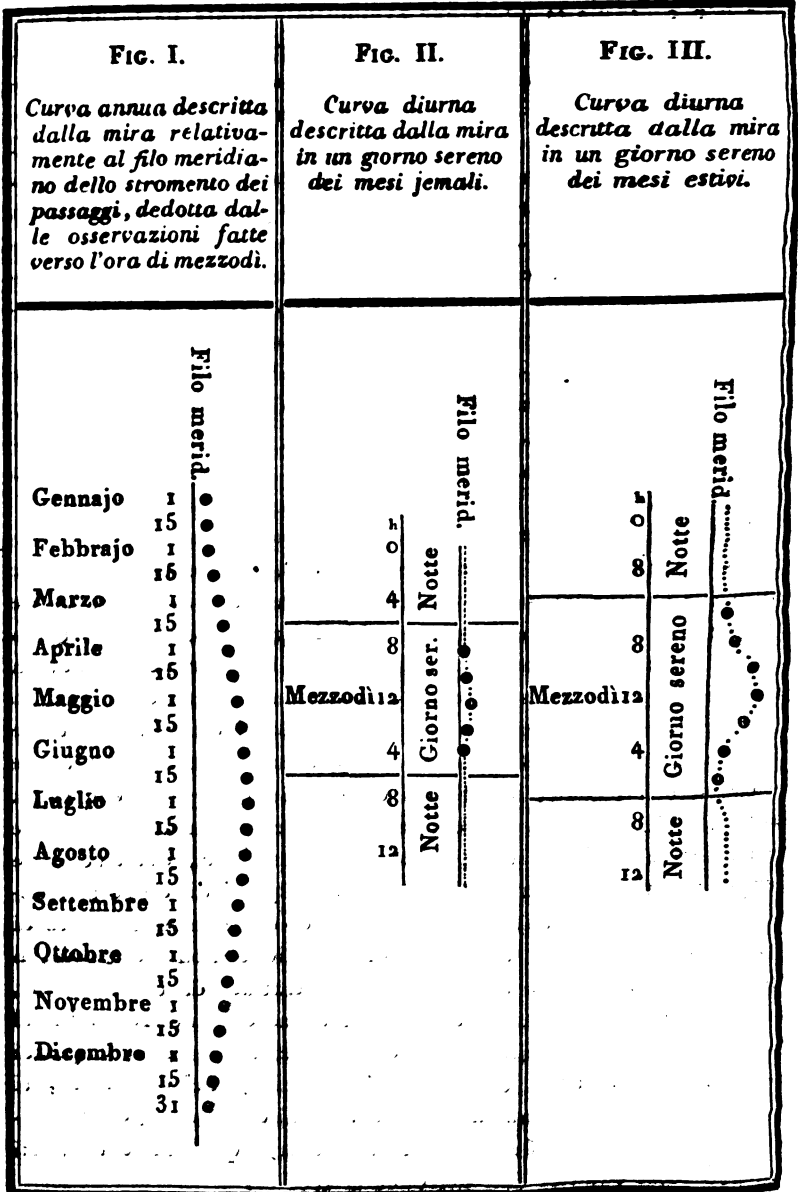 FIG. I.
Curva annua descritta
dalla mira relativa-
mente al filo meridia-
no dello stromento dei
passaggi, dedotta dal-
le osservazioni fatte
verso l'ora di mezzodì.
Filo merid.
Gennajo 1
15
Febbrajo 1
15
Marzo 1
15
Aprile 1
15
Maggio 1
15
Giugno 1
15
Luglio 1
15
Agosto 1
15
Settembre 1
15
Ottobre 1
15
Novembre 1
15
Dicembre 1
15
31
FIG. II.
Curva diurna
descritta dalla mira
in un giorno sereno
dei mesi jemali.
Filo merid.
h
0
4
Notte
8
Mezzodì 12
4
Giorno ser.
8
12
Notte
FIG. III.
Curva diurna
descritta dalla mira
in un giorno sereno
dei mesi estivi.
Filo merid.
h
0
8
Notte
8
Mezzodì 12
4
Giorno sereno
8
12
Notte